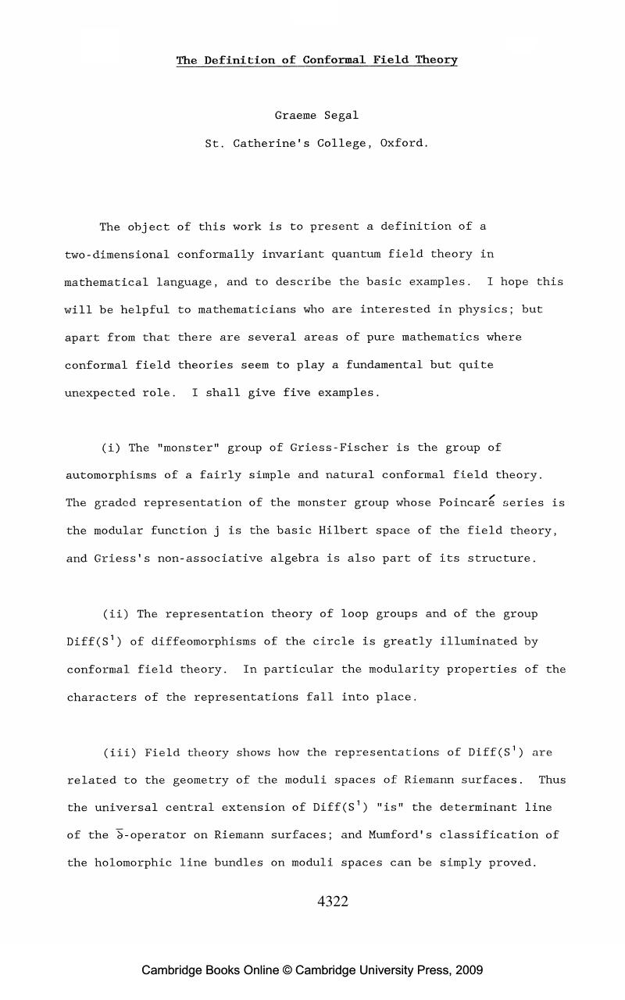 The Definition of Conformal Field Theory
Graeme Segal
St. Catherine's College, Oxford.
The object of this work is to present a definition of a
two-dimensional conformally invariant quantum field theory in
mathematical language, and to describe the basic examples. I hope this
will be helpful to mathematicians who are interested in physics; but
apart from that there are several areas of pure mathematics where
conformal field theories seem to play a fundamental but quite
unexpected role. I shall give five examples.
(i) The "monster" group of Griess-Fischer is the group of
automorphisms of a fairly simple and natural conformal field theory.
The graded representation of the monster group whose Poincaré series is
the modular function j is the basic Hilbert space of the field theory,
and Griess's non-associative algebra is also part of its structure.
(ii) The representation theory of loop groups and of the group
Diff(S¹) of diffeomorphisms of the circle is greatly illuminated by
conformal field theory. In particular the modularity properties of the
characters of the representations fall into place.
(iii) Field theory shows how the representations of Diff(S¹) are
related to the geometry of the moduli spaces of Riemann surfaces. Thus
the universal central extension of Diff(S¹) "is" the determinant line
of the ∂̄-operator on Riemann surfaces; and Mumford's classification of
the holomorphic line bundles on moduli spaces can be simply proved.
4322
Cambridge Books Online © Cambridge University Press, 2009